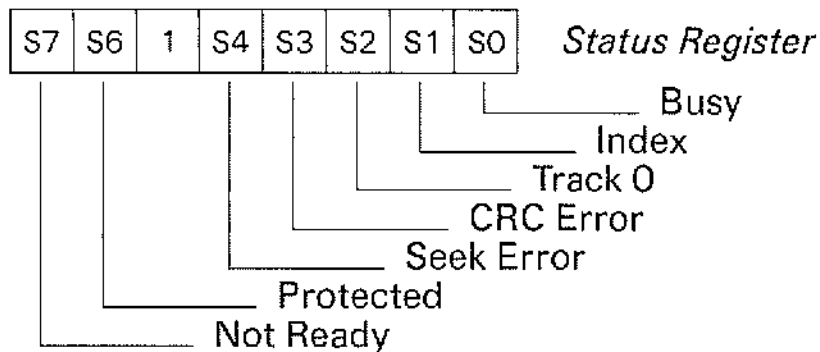 S7 S6 1 S4 S3 S2 S1 S0 Status Register
Busy
Index
Track 0
CRC Error
Seek Error
Protected
Not Ready